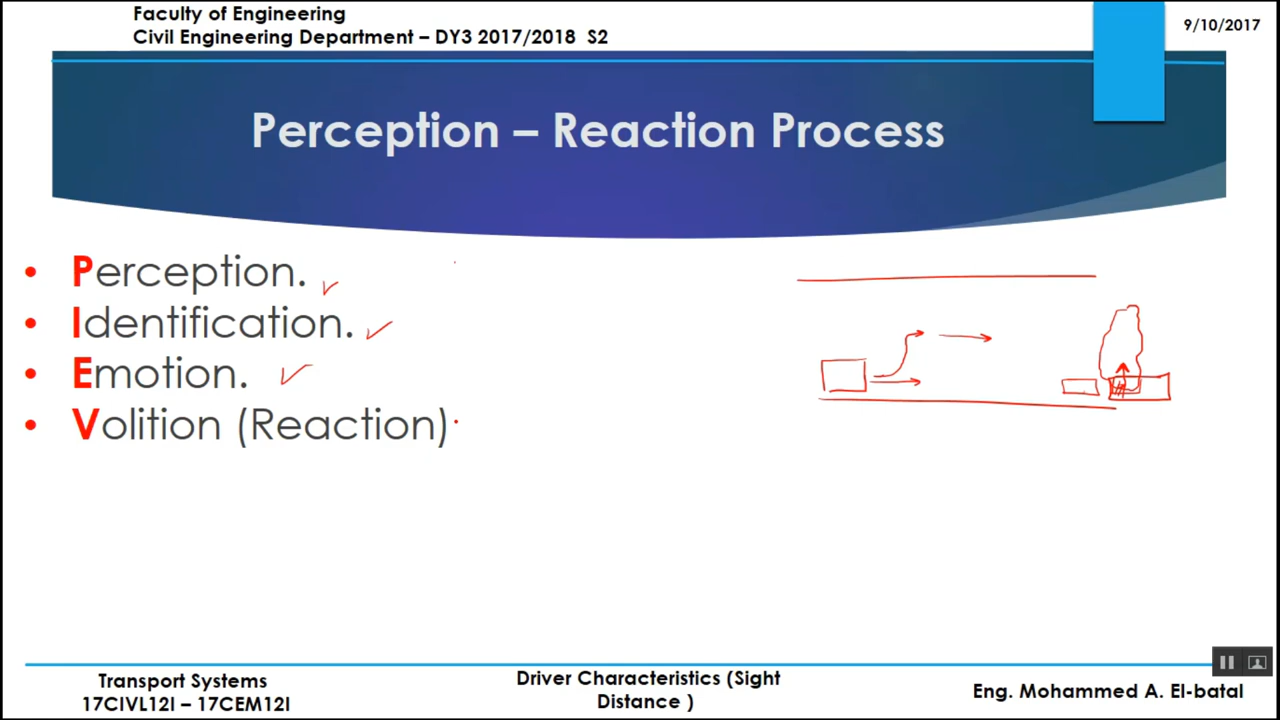 Faculty of Engineering
Civil Engineering Department – DY3 2017/2018 S2
9/10/2017
Perception – Reaction Process
• Perception.
• Identification.
• Emotion.
• Volition (Reaction)
Transport Systems
17CIVL12I – 17CEM12I
Driver Characteristics (Sight
Distance )
Eng. Mohammed A. El-batal